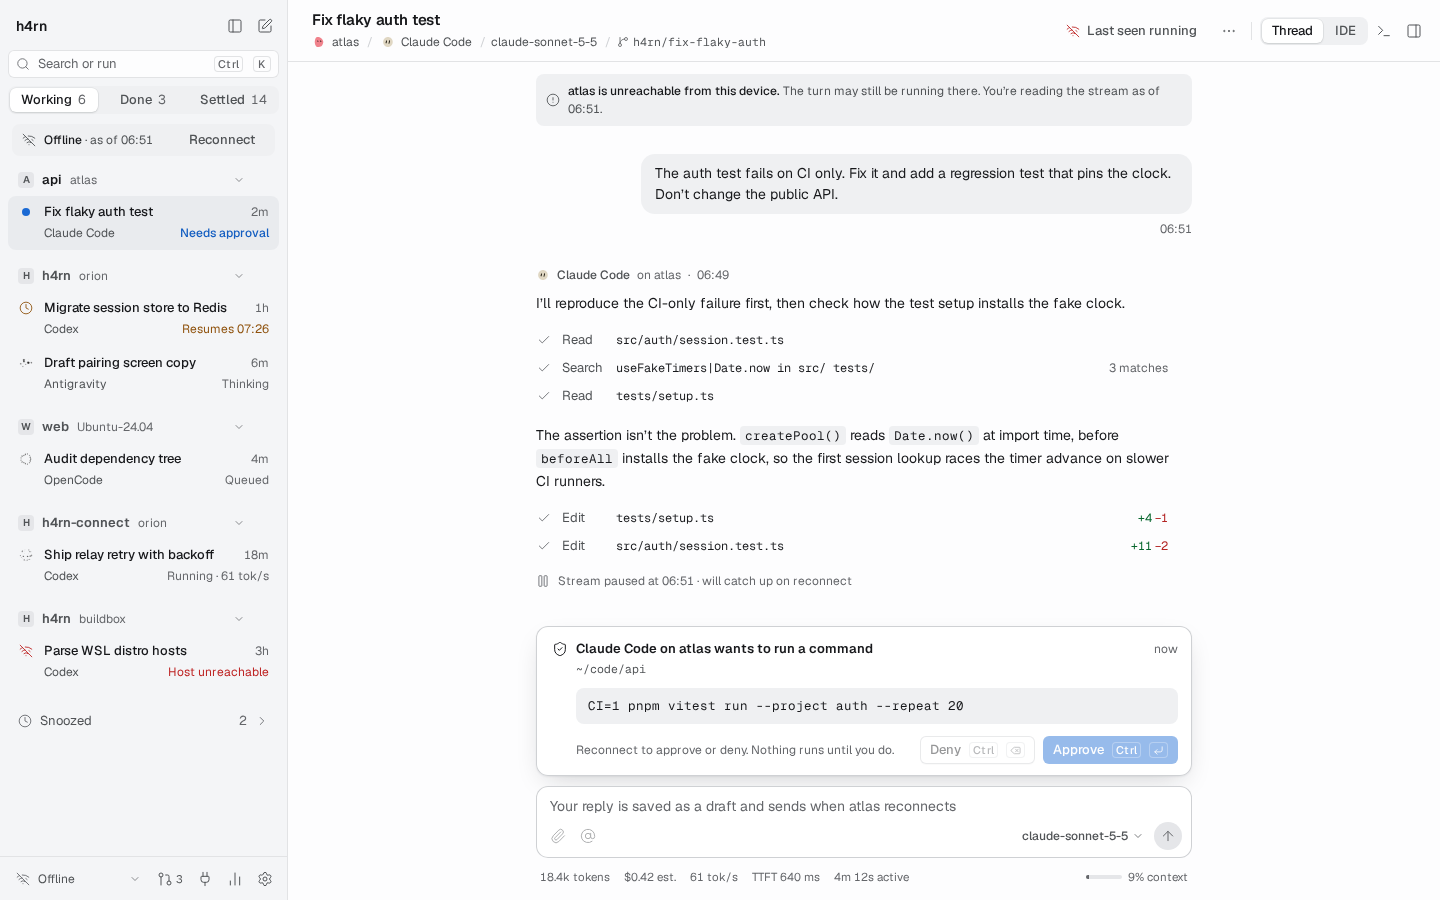 h4rn
Search or run Ctrl K
Working 6 Done 3 Settled 14
Offline · as of 06:51 Reconnect
A api atlas
Fix flaky auth test 2m
Claude Code Needs approval
H h4rn orion
Migrate session store to Redis 1h
Codex Resumes 07:26
Draft pairing screen copy 6m
Antigravity Thinking
W web Ubuntu-24.04
Audit dependency tree 4m
OpenCode Queued
H h4rn-connect orion
Ship relay retry with backoff 18m
Codex Running · 61 tok/s
H h4rn buildbox
Parse WSL distro hosts 3h
Codex Host unreachable
Snoozed 2
Offline 3
Fix flaky auth test
atlas / Claude Code / claude-sonnet-5-5 / h4rn/fix-flaky-auth
Last seen running Thread IDE
atlas is unreachable from this device. The turn may still be running there. You’re reading the stream as of
06:51.
The auth test fails on CI only. Fix it and add a regression test that pins the clock.
Don’t change the public API.
06:51
Claude Code on atlas · 06:49
I’ll reproduce the CI-only failure first, then check how the test setup installs the fake clock.
Read src/auth/session.test.ts
Search useFakeTimers|Date.now in src/ tests/ 3 matches
Read tests/setup.ts
The assertion isn’t the problem. createPool() reads Date.now() at import time, before
beforeAll installs the fake clock, so the first session lookup races the timer advance on slower
CI runners.
Edit tests/setup.ts +4 −1
Edit src/auth/session.test.ts +11 −2
Stream paused at 06:51 · will catch up on reconnect
Claude Code on atlas wants to run a command now
~/code/api
CI=1 pnpm vitest run --project auth --repeat 20
Reconnect to approve or deny. Nothing runs until you do. Deny Ctrl Approve Ctrl
Your reply is saved as a draft and sends when atlas reconnects
claude-sonnet-5-5
18.4k tokens $0.42 est. 61 tok/s TTFT 640 ms 4m 12s active 9% context